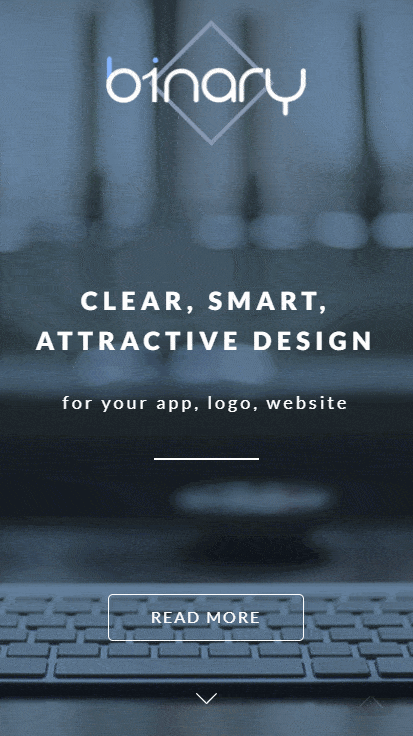 binary
CLEAR, SMART,
ATTRACTIVE DESIGN
for your app, logo, website
READ MORE